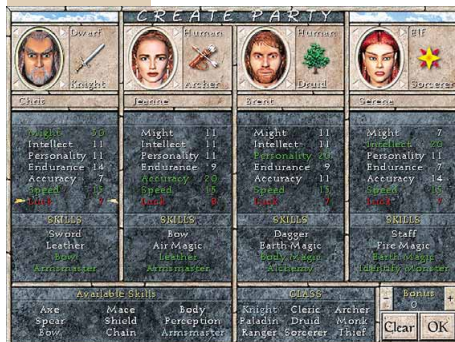 CREATE PARTY
Dwarf
Knight
Human
Archer
Human
Druid
Elf
Sorcerer
Chris
Jeanne
Brent
Serena
Might 30
Intellect 11
Personality 11
Endurance 14
Accuracy 7
Speed 15
Luck 7
Might 11
Intellect 11
Personality 11
Endurance 9
Accuracy 20
Speed 15
Luck
Might 11
Intellect 11
Personality 20
Endurance 9
Accuracy 11
Speed 15
Luck 7
Might 7
Intellect 20
Personality 11
Endurance 7
Accuracy 14
Speed 15
Luck 7
SKILLS
Sword
Leather
Bow
Armsmaster
SKILLS
Bow
Air Magic
Leather
Armsmaster
SKILLS
Dagger
Earth Magic
Body Magic
Alchemy
SKILLS
Staff
Fire Magic
Earth Magic
Identify Monster
Available Skills
Axe Mace Body
Spear Shield Perception
Bow Chain Armsmaster
CLASS
Knight Cleric Archer
Paladin Druid Monk
Ranger Sorcerer Thief
Bonus
- 0 +
Clear OK